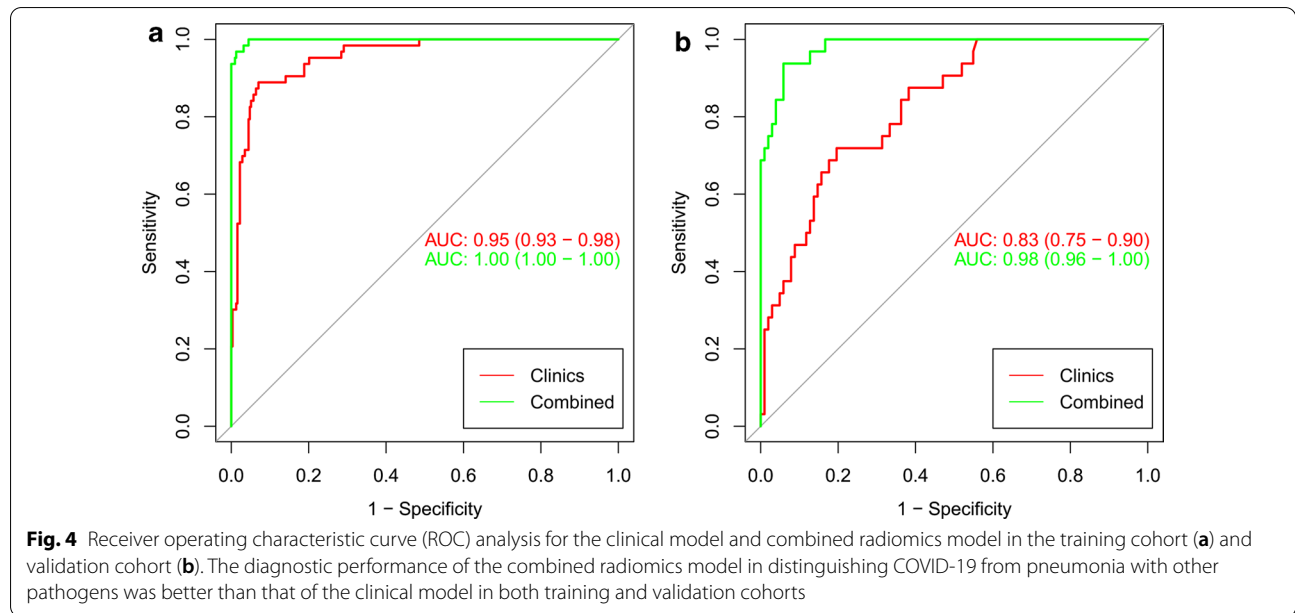 a
1.0
0.8
0.6
0.4
0.2
0.0
Sensitivity
AUC: 0.95 (0.93 − 0.98)
AUC: 1.00 (1.00 − 1.00)
Clinics
Combined
0.0 0.2 0.4 0.6 0.8 1.0
1 − Specificity
b
1.0
0.8
0.6
0.4
0.2
0.0
Sensitivity
AUC: 0.83 (0.75 − 0.90)
AUC: 0.98 (0.96 − 1.00)
Clinics
Combined
0.0 0.2 0.4 0.6 0.8 1.0
1 − Specificity
Fig. 4 Receiver operating characteristic curve (ROC) analysis for the clinical model and combined radiomics model in the training cohort (a) and
validation cohort (b). The diagnostic performance of the combined radiomics model in distinguishing COVID-19 from pneumonia with other
pathogens was better than that of the clinical model in both training and validation cohorts